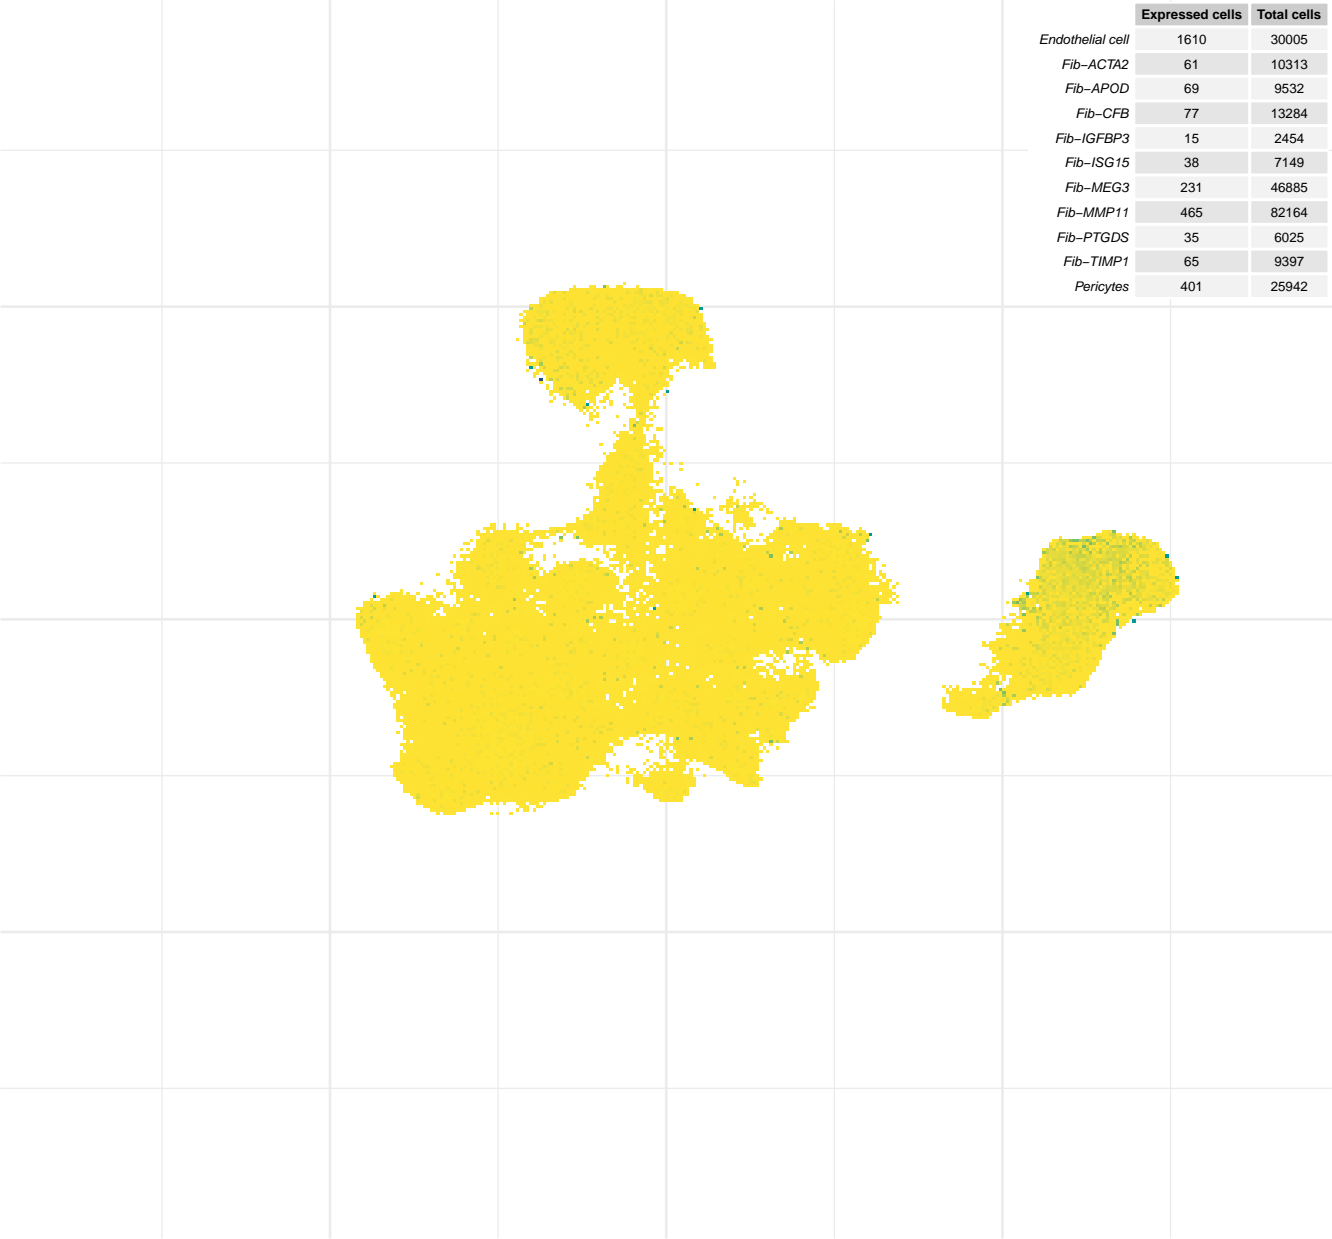 Expressed cells Total cells
Endothelial cell 1610 30005
Fib−ACTA2 61 10313
Fib−APOD 69 9532
Fib−CFB 77 13284
Fib−IGFBP3 15 2454
Fib−ISG15 38 7149
Fib−MEG3 231 46885
Fib−MMP11 465 82164
Fib−PTGDS 35 6025
Fib−TIMP1 65 9397
Pericytes 401 25942